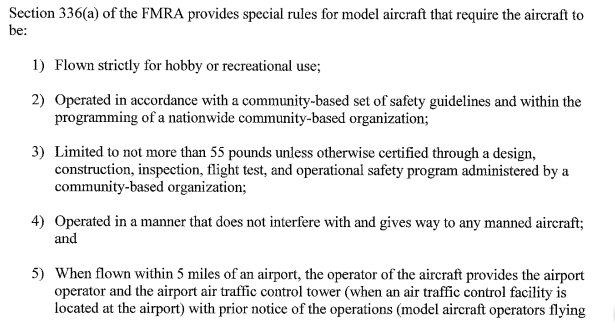 Section 336(a) of the FMRA provides special rules for model aircraft that require the aircraft to
be:
1) Flown strictly for hobby or recreational use;
2) Operated in accordance with a community-based set of safety guidelines and within the
programming of a nationwide community-based organization;
3) Limited to not more than 55 pounds unless otherwise certified through a design,
construction, inspection, flight test, and operational safety program administered by a
community-based organization;
4) Operated in a manner that does not interfere with and gives way to any manned aircraft;
and
5) When flown within 5 miles of an airport, the operator of the aircraft provides the airport
operator and the airport air traffic control tower (when an air traffic control facility is
located at the airport) with prior notice of the operations (model aircraft operators flying